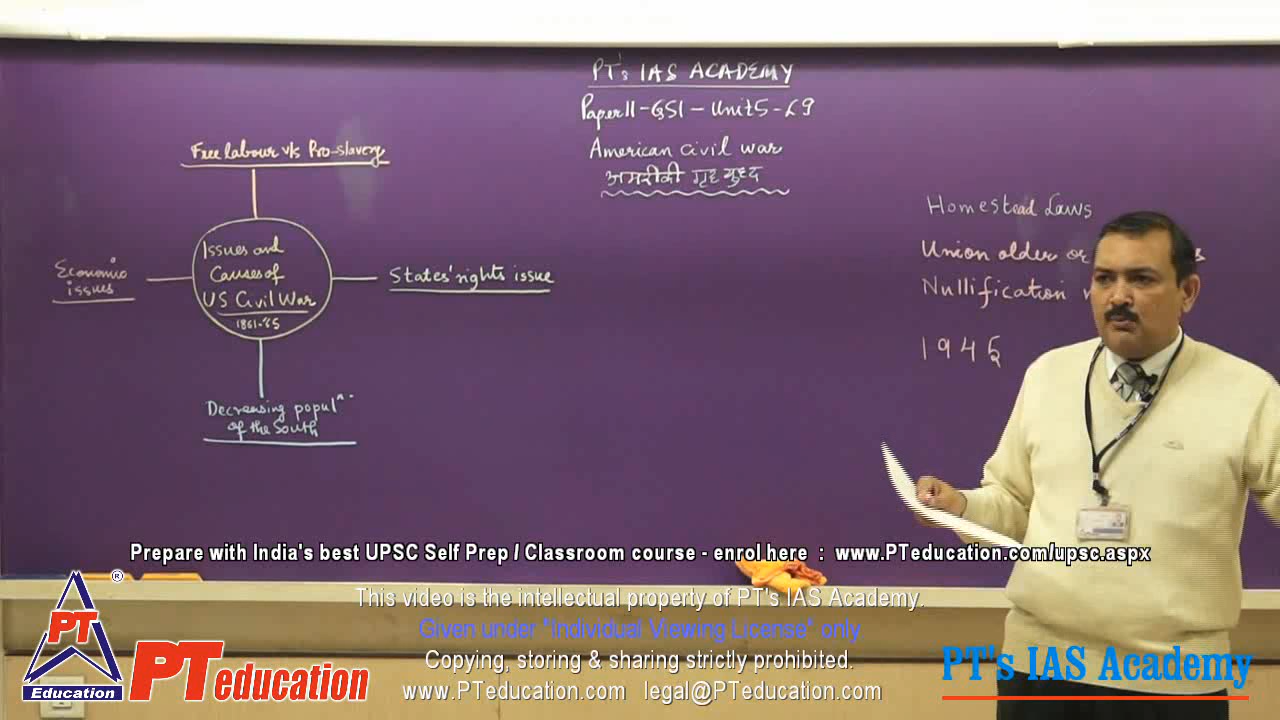 PT's IAS ACADEMY
Paper II - GS1 - Unit 5 - L9
American civil war
अमरीकी गृह युध्द
Free labour v/s Pro-slavery
Issues and
Causes of
US Civil War
1861-'65
Economic
issues
States' rights issue
Decreasing popul^n.
of the South
Homestead Laws
Union older or
Nullification
194
Prepare with India's best UPSC Self Prep / Classroom course - enrol here : www.PTeducation.com/upsc.aspx
This video is the intellectual property of PT's IAS Academy.
Given under "Individual Viewing License" only
Copying, storing & sharing strictly prohibited.
www.PTeducation.com legal@PTeducation.com
PT
Education
®
PT education
PT's IAS Academy